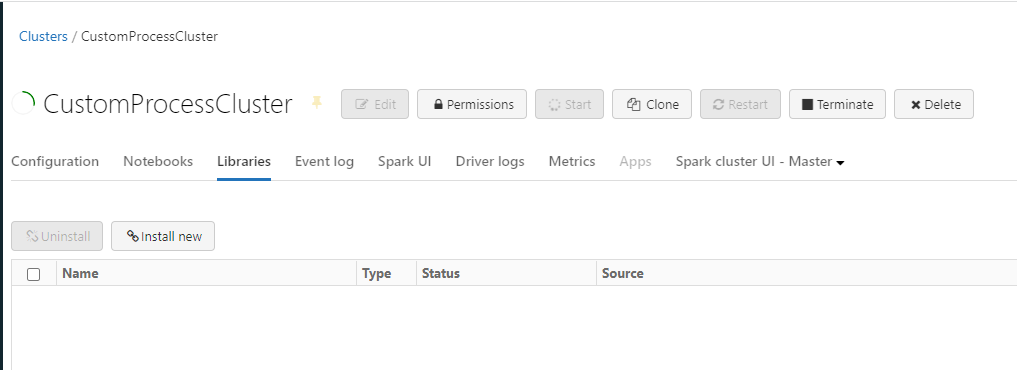 Clusters / CustomProcessCluster
CustomProcessCluster Edit Permissions Start Clone Restart Terminate Delete
Configuration Notebooks Libraries Event log Spark UI Driver logs Metrics Apps Spark cluster UI - Master
Uninstall Install new
Name Type Status Source